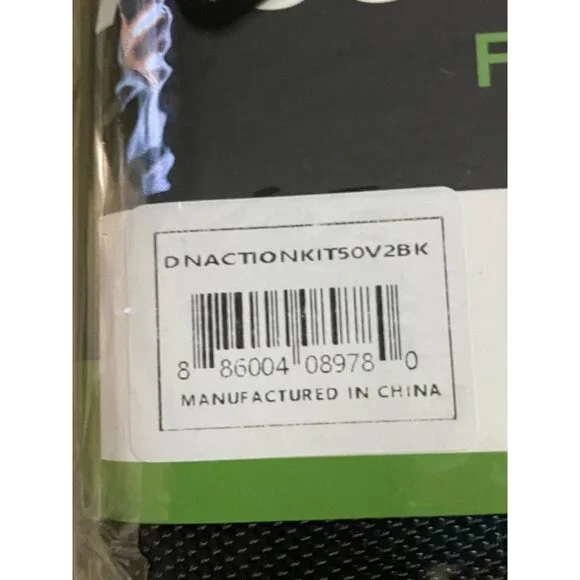 F
DNACTIONKIT50V2BK
8 86004 08978 0
MANUFACTURED IN CHINA